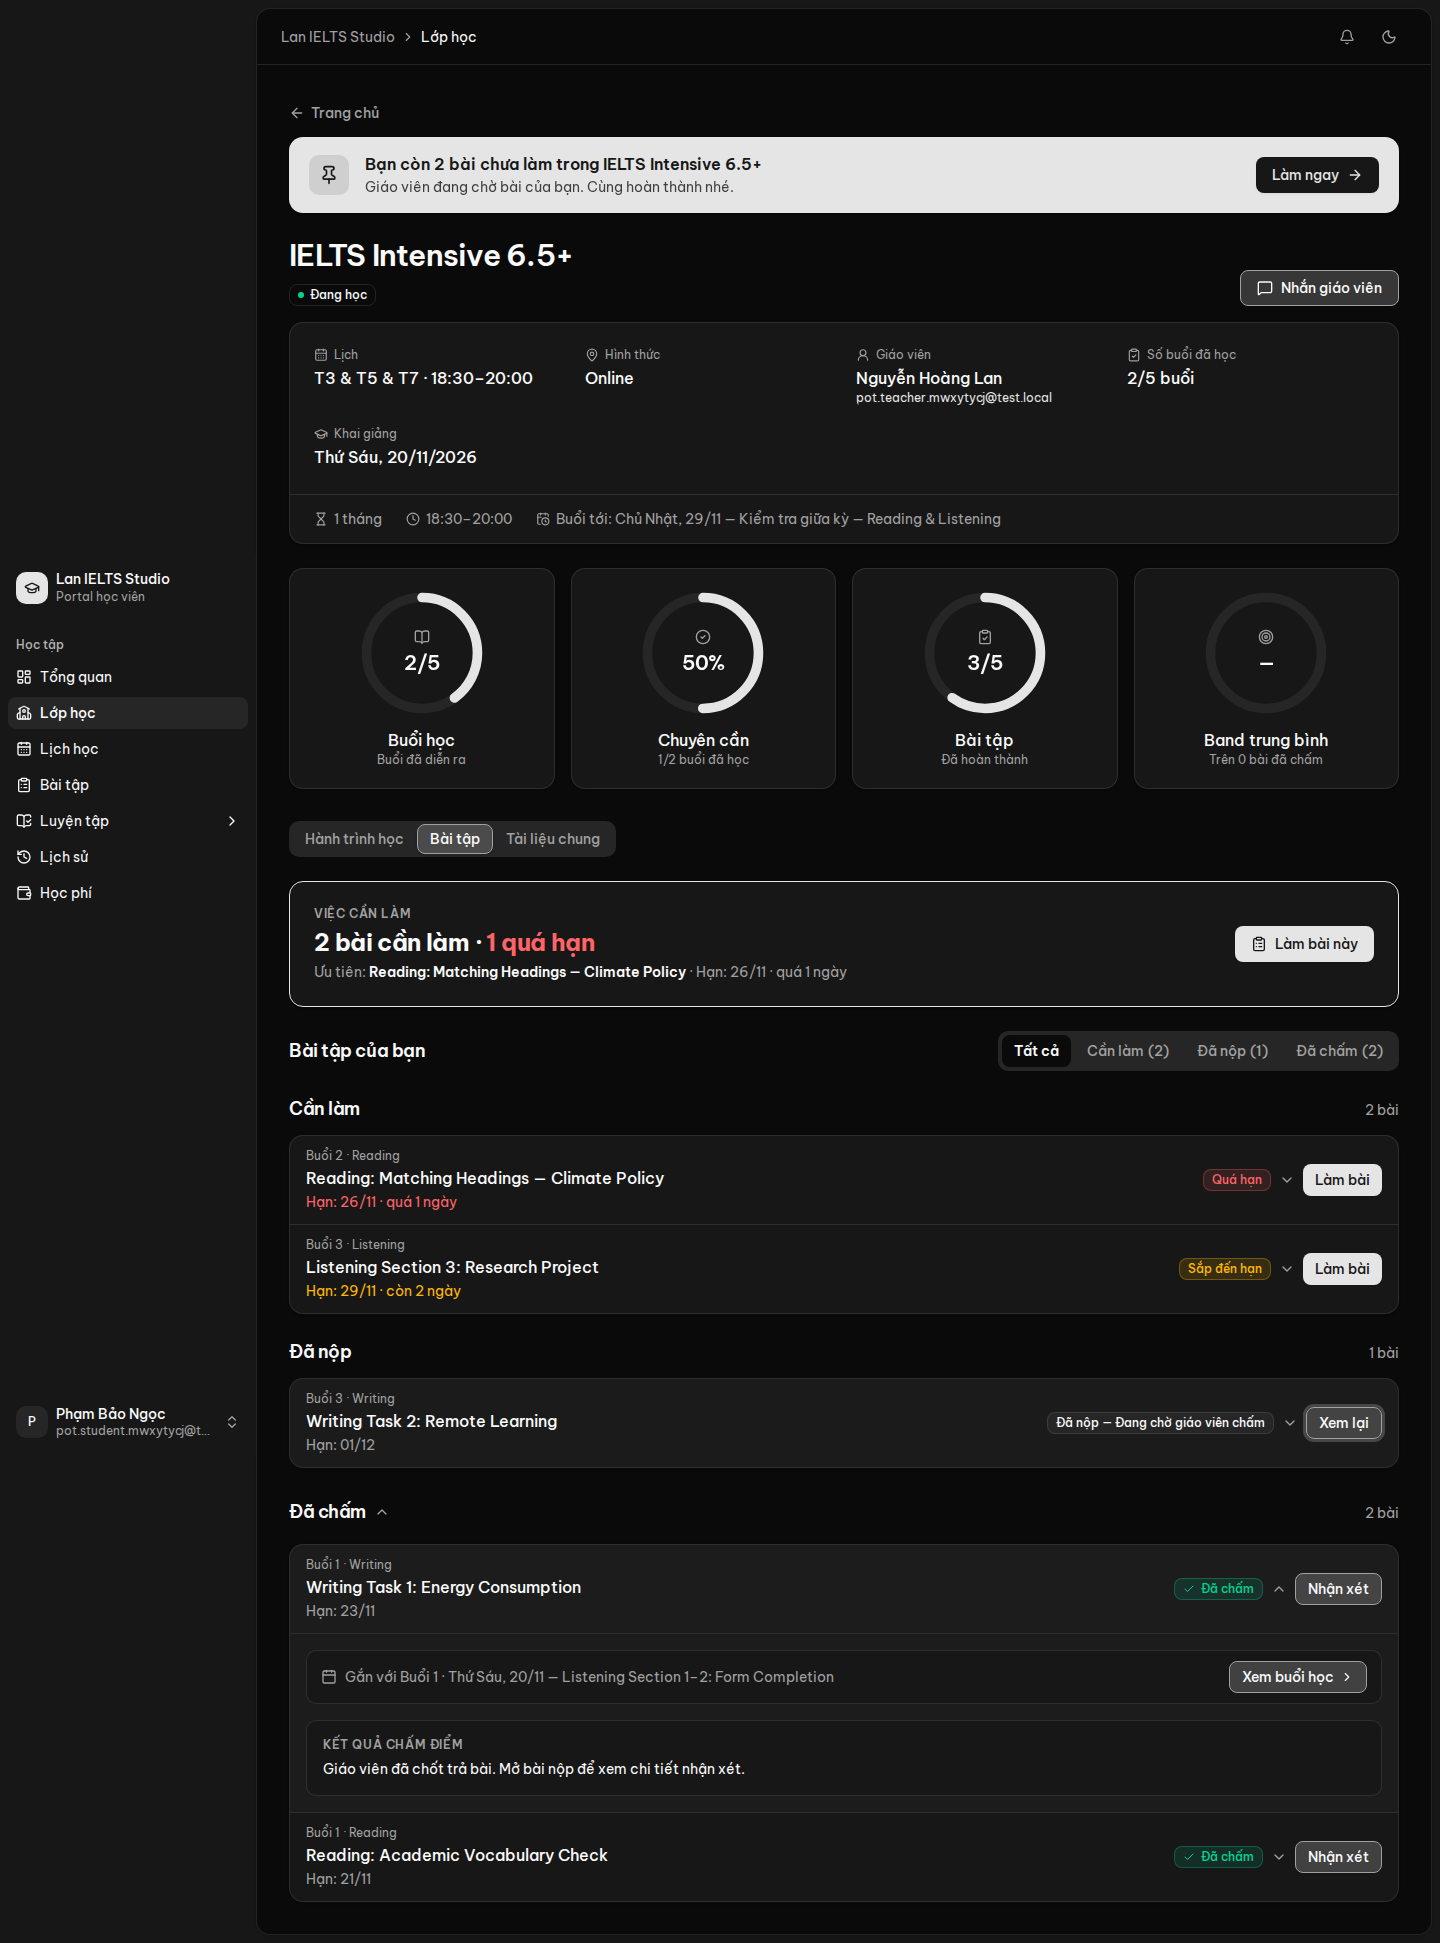 Lan IELTS Studio
Portal học viên
Học tập
Tổng quan
Lớp học
Lịch học
Bài tập
Luyện tập
Lịch sử
Học phí
P
Phạm Bảo Ngọc
pot.student.mwxytycj@t...
Lan IELTS Studio > Lớp học
Trang chủ
Bạn còn 2 bài chưa làm trong IELTS Intensive 6.5+
Giáo viên đang chờ bài của bạn. Cùng hoàn thành nhé.
Làm ngay
IELTS Intensive 6.5+
Đang học
Nhắn giáo viên
Lịch
T3 & T5 & T7 · 18:30–20:00
Hình thức
Online
Giáo viên
Nguyễn Hoàng Lan
pot.teacher.mwxytycj@test.local
Số buổi đã học
2/5 buổi
Khai giảng
Thứ Sáu, 20/11/2026
1 tháng
18:30–20:00
Buổi tới: Chủ Nhật, 29/11 — Kiểm tra giữa kỳ — Reading & Listening
2/5
Buổi học
Buổi đã diễn ra
50%
Chuyên cần
1/2 buổi đã học
3/5
Bài tập
Đã hoàn thành
—
Band trung bình
Trên 0 bài đã chấm
Hành trình học
Bài tập
Tài liệu chung
VIỆC CẦN LÀM
2 bài cần làm · 1 quá hạn
Ưu tiên: Reading: Matching Headings — Climate Policy · Hạn: 26/11 · quá 1 ngày
Làm bài này
Bài tập của bạn
Tất cả
Cần làm (2)
Đã nộp (1)
Đã chấm (2)
Cần làm
2 bài
Buổi 2 · Reading
Reading: Matching Headings — Climate Policy
Hạn: 26/11 · quá 1 ngày
Quá hạn
Làm bài
Buổi 3 · Listening
Listening Section 3: Research Project
Hạn: 29/11 · còn 2 ngày
Sắp đến hạn
Làm bài
Đã nộp
1 bài
Buổi 3 · Writing
Writing Task 2: Remote Learning
Hạn: 01/12
Đã nộp — Đang chờ giáo viên chấm
Xem lại
Đã chấm
2 bài
Buổi 1 · Writing
Writing Task 1: Energy Consumption
Hạn: 23/11
Đã chấm
Nhận xét
Gắn với Buổi 1 · Thứ Sáu, 20/11 — Listening Section 1–2: Form Completion
Xem buổi học
KẾT QUẢ CHẤM ĐIỂM
Giáo viên đã chốt trả bài. Mở bài nộp để xem chi tiết nhận xét.
Buổi 1 · Reading
Reading: Academic Vocabulary Check
Hạn: 21/11
Đã chấm
Nhận xét